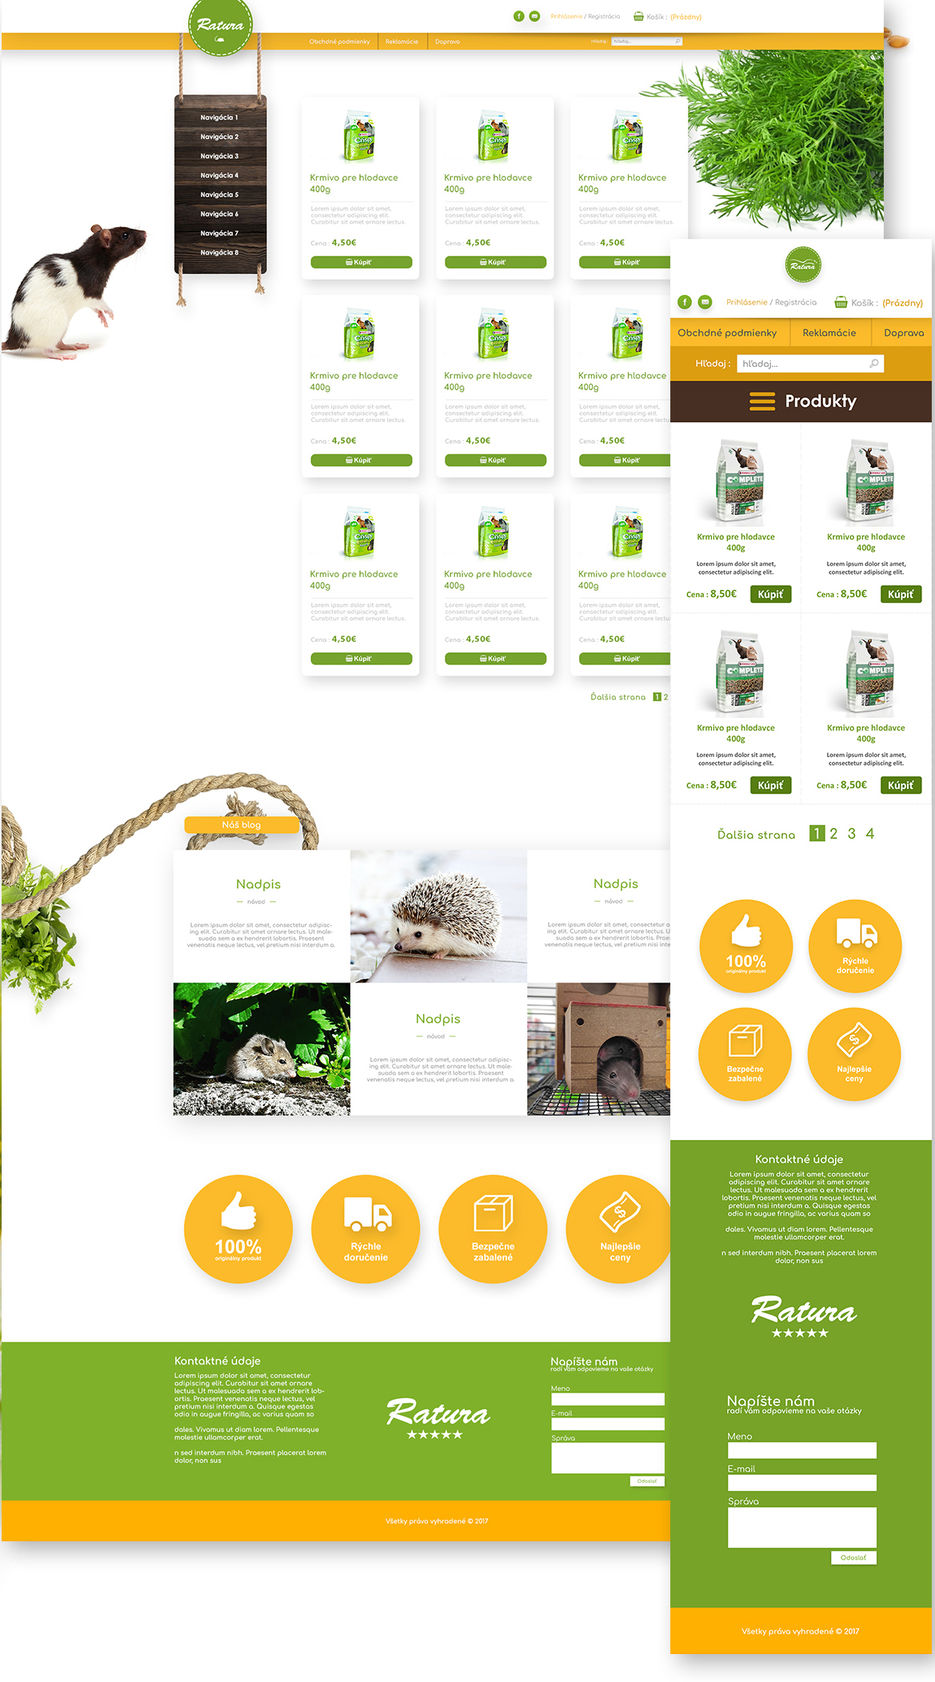 Ratura
Prihlásenie / Registrácia
Košík : (Prázdny)
Obchdné podmienky
Reklamácie
Doprava
Hľadaj :
hľadaj...
Navigácia 1
Navigácia 2
Navigácia 3
Navigácia 4
Navigácia 5
Navigácia 6
Navigácia 7
Navigácia 8
Krmivo pre hlodavce
400g
Lorem ipsum dolor sit amet,
consectetur adipiscing elit.
Curabitur sit amet ornare lectus.
Cena : 4,50€
Kúpiť
Krmivo pre hlodavce
400g
Lorem ipsum dolor sit amet,
consectetur adipiscing elit.
Curabitur sit amet ornare lectus.
Cena : 4,50€
Kúpiť
Krmivo pre hlodavce
400g
Lorem ipsum dolor sit amet,
consectetur adipiscing elit.
Curabitur sit amet ornare lectus.
Cena : 4,50€
Kúpiť
Krmivo pre hlodavce
400g
Lorem ipsum dolor sit amet,
consectetur adipiscing elit.
Curabitur sit amet ornare lectus.
Cena : 4,50€
Kúpiť
Krmivo pre hlodavce
400g
Lorem ipsum dolor sit amet,
consectetur adipiscing elit.
Curabitur sit amet ornare lectus.
Cena : 4,50€
Kúpiť
Krmivo pre hlodavce
400g
Lorem ipsum dolor sit amet,
consectetur adipiscing elit.
Curabitur sit amet ornare lectus.
Cena : 4,50€
Kúpiť
Krmivo pre hlodavce
400g
Lorem ipsum dolor sit amet,
consectetur adipiscing elit.
Curabitur sit amet ornare lectus.
Cena : 4,50€
Kúpiť
Krmivo pre hlodavce
400g
Lorem ipsum dolor sit amet,
consectetur adipiscing elit.
Curabitur sit amet ornare lectus.
Cena : 4,50€
Kúpiť
Krmivo pre hlodavce
400g
Lorem ipsum dolor sit amet,
consectetur adipiscing elit.
Curabitur sit amet ornare lectus.
Cena : 4,50€
Kúpiť
Ďalšia strana 1 2
Náš blog
Nadpis
návod
Lorem ipsum dolor sit amet, consectetur adipisc-
ing elit. Curabitur sit amet ornare lectus. Ut male-
suada sem a ex hendrerit lobortis. Praesent
venenatis neque lectus, vel pretium nisi interdum a.
Nadpis
návod
Lorem ipsum dolor sit amet, consectetur adipisc-
ing elit. Curabitur sit amet ornare lectus. Ut male-
suada sem a ex hendrerit lobortis. Praesent
venenatis neque lectus, vel pretium nisi inter
Nadpis
návod
Lorem ipsum dolor sit amet, consectetur adipisc-
ing elit. Curabitur sit amet ornare lectus. Ut male-
suada sem a ex hendrerit lobortis. Praesent
venenatis neque lectus, vel pretium nisi interdum a.
100%
originálny produkt
Rýchle
doručenie
Bezpečne
zabalené
Najlepšie
ceny
Kontaktné údaje
Lorem ipsum dolor sit amet, consectetur
adipiscing elit. Curabitur sit amet ornare
lectus. Ut malesuada sem a ex hendrerit lob-
ortis. Praesent venenatis neque lectus, vel
pretium nisi interdum a. Quisque egestas
odio in augue fringilla, ac varius quam so
dales. Vivamus ut diam lorem. Pellentesque
molestie ullamcorper erat.
n sed interdum nibh. Praesent placerat lorem
dolor, non sus
Ratura
Napíšte nám
radi vám odpovieme na vaše otázky
Meno
E-mail
Správa
Odoslať
Všetky práva vyhradené © 2017
Ratura
Prihlásenie / Registrácia
Košík : (Prázdny)
Obchdné podmienky
Reklamácie
Doprava
Hľadaj :
hľadaj...
Produkty
COMPLETE
Krmivo pre hlodavce
400g
Lorem ipsum dolor sit amet,
consectetur adipiscing elit.
Cena : 8,50€
Kúpiť
COMPLETE
Krmivo pre hlodavce
400g
Lorem ipsum dolor sit amet,
consectetur adipiscing elit.
Cena : 8,50€
Kúpiť
COMPLETE
Krmivo pre hlodavce
400g
Lorem ipsum dolor sit amet,
consectetur adipiscing elit.
Cena : 8,50€
Kúpiť
COMPLETE
Krmivo pre hlodavce
400g
Lorem ipsum dolor sit amet,
consectetur adipiscing elit.
Cena : 8,50€
Kúpiť
Ďalšia strana 1 2 3 4
100%
originálny produkt
Rýchle
doručenie
Bezpečne
zabalené
Najlepšie
ceny
Kontaktné údaje
Lorem ipsum dolor sit amet, consectetur
adipiscing elit. Curabitur sit amet ornare
lectus. Ut malesuada sem a ex hendrerit
lobortis. Praesent venenatis neque lectus, vel
pretium nisi interdum a. Quisque egestas
odio in augue fringilla, ac varius quam so
dales. Vivamus ut diam lorem. Pellentesque
molestie ullamcorper erat.
n sed interdum nibh. Praesent placerat lorem
dolor, non sus
Ratura
Napíšte nám
radi vám odpovieme na vaše otázky
Meno
E-mail
Správa
Odoslať
Všetky práva vyhradené © 2017